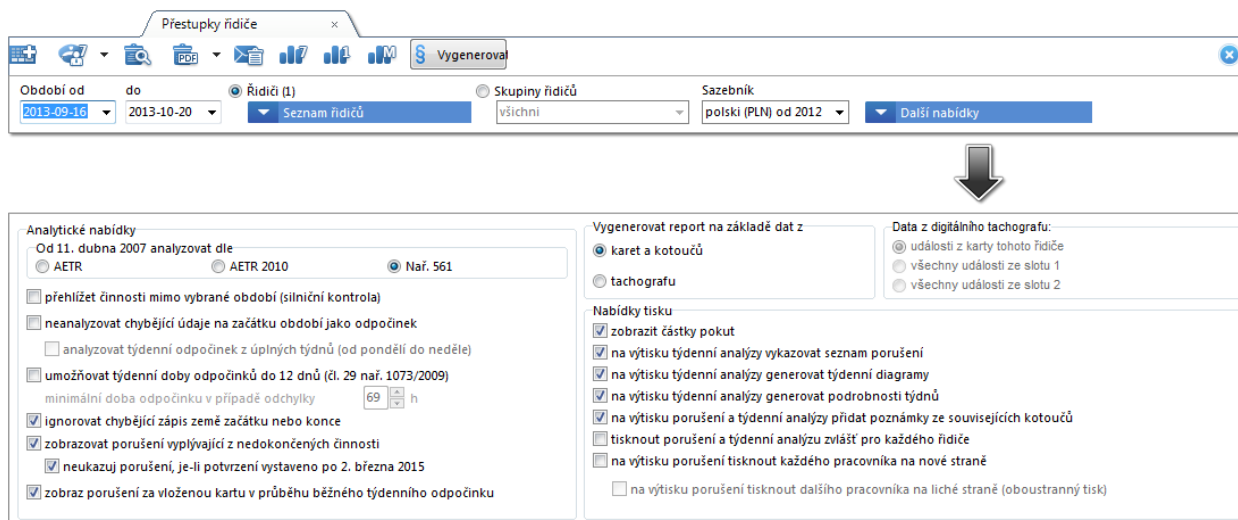 Přestupky řidiče ×
PDF 7 1 M § Vygenerovat
Období od do Řidiči (1) Skupiny řidičů Sazebník
2013-09-16 2013-10-20 Seznam řidičů všichni polski (PLN) od 2012 Další nabídky
Analytické nabídky
Od 11. dubna 2007 analyzovat dle
AETR AETR 2010 Nař. 561
přehlížet činnosti mimo vybrané období (silniční kontrola)
neanalyzovat chybějící údaje na začátku období jako odpočinek
analyzovat týdenní odpočinek z úplných týdnů (od pondělí do neděle)
umožňovat týdenní doby odpočinků do 12 dnů (čl. 29 nař. 1073/2009)
minimální doba odpočinku v případě odchylky 69 h
ignorovat chybějící zápis země začátku nebo konce
zobrazovat porušení vyplývající z nedokončených činnosti
neukazuj porušení, je-li potvrzení vystaveno po 2. března 2015
zobraz porušení za vloženou kartu v průběhu běžného týdenního odpočinku
Vygenerovat report na základě dat z
karet a kotoučů
tachografu
Data z digitálního tachografu:
události z karty tohoto řidiče
všechny události ze slotu 1
všechny události ze slotu 2
Nabídky tisku
zobrazit částky pokut
na výtisku týdenní analýzy vykazovat seznam porušení
na výtisku týdenní analýzy generovat týdenní diagramy
na výtisku týdenní analýzy generovat podrobnosti týdnů
na výtisku porušení a týdenní analýzy přidat poznámky ze souvisejících kotoučů
tisknout porušení a týdenní analýzu zvlášť pro každého řidiče
na výtisku porušení tisknout každého pracovníka na nové straně
na výtisku porušení tisknout dalšího pracovníka na liché straně (oboustranný tisk)